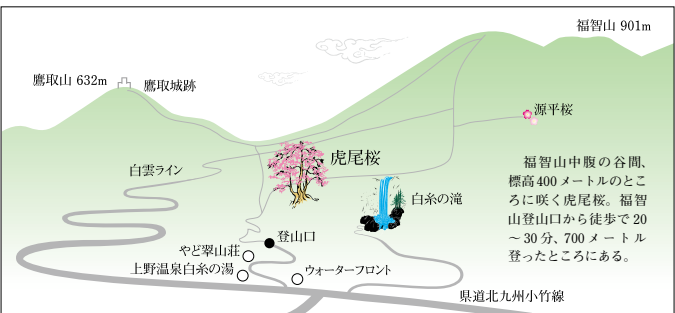 福智山 901m
鷹取山 632m
鷹取城跡
源平桜
虎尾桜
白雲ライン
白糸の滝
福智山中腹の谷間、
標高400メートルのとこ
ろに咲く虎尾桜。福智
山登山口から徒歩で20
～30分、700メートル
登ったところにある。
登山口
やど翠山荘
上野温泉白糸の湯
ウォーターフロント
県道北九州小竹線